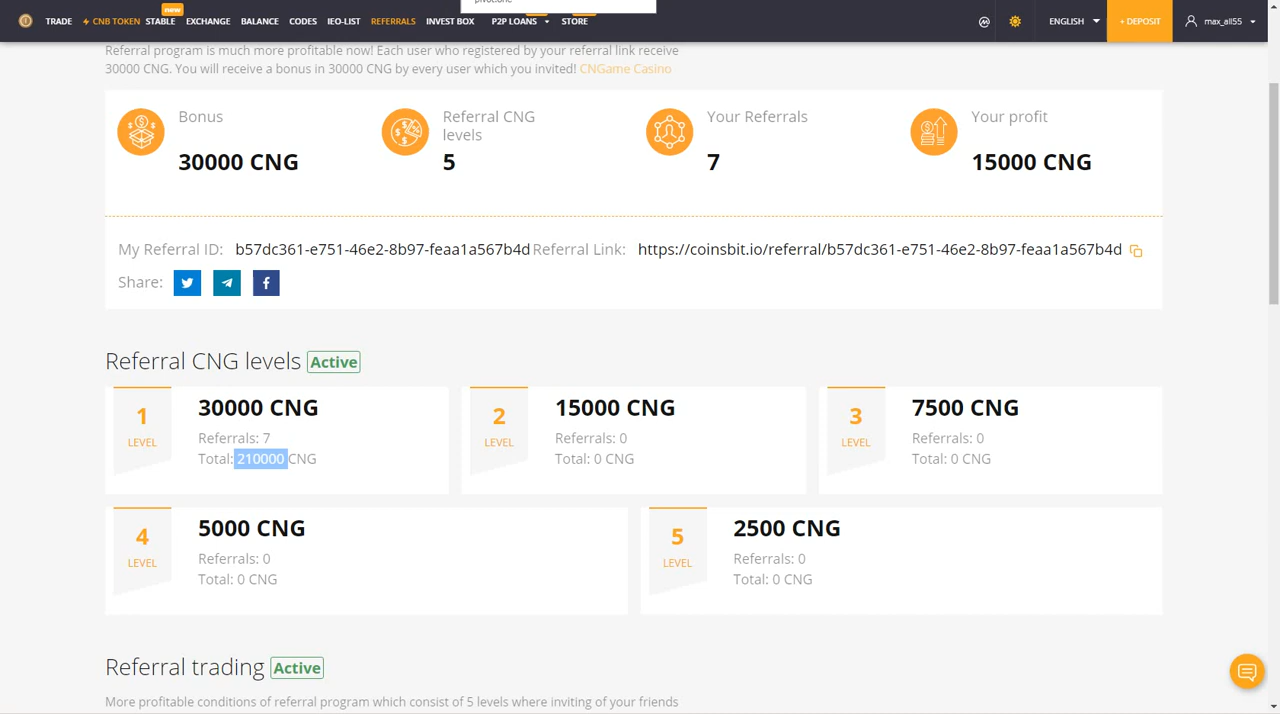 new
TRADE CNB TOKEN STABLE EXCHANGE BALANCE CODES IEO-LIST REFERRALS INVEST BOX P2P LOANS STORE ENGLISH + DEPOSIT max_all55
Referral program is much more profitable now! Each user who registered by your referral link receive
30000 CNG. You will receive a bonus in 30000 CNG by every user which you invited! CNGame Casino
Bonus
30000 CNG
Referral CNG
levels
5
Your Referrals
7
Your profit
15000 CNG
My Referral ID: b57dc361-e751-46e2-8b97-feaa1a567b4d Referral Link: https://coinsbit.io/referral/b57dc361-e751-46e2-8b97-feaa1a567b4d
Share:
Referral CNG levels Active
1
LEVEL
30000 CNG
Referrals: 7
Total: 210000 CNG
2
LEVEL
15000 CNG
Referrals: 0
Total: 0 CNG
3
LEVEL
7500 CNG
Referrals: 0
Total: 0 CNG
4
LEVEL
5000 CNG
Referrals: 0
Total: 0 CNG
5
LEVEL
2500 CNG
Referrals: 0
Total: 0 CNG
Referral trading Active
More profitable conditions of referral program which consist of 5 levels where inviting of your friends